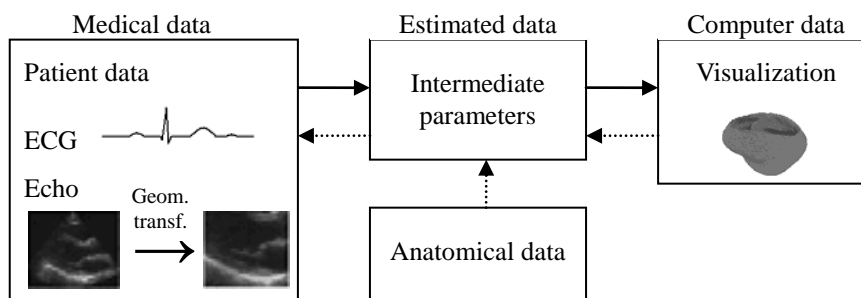 Medical data
Patient data
ECG
Echo
Geom.
transf.
Estimated data
Intermediate
parameters
Anatomical data
Computer data
Visualization